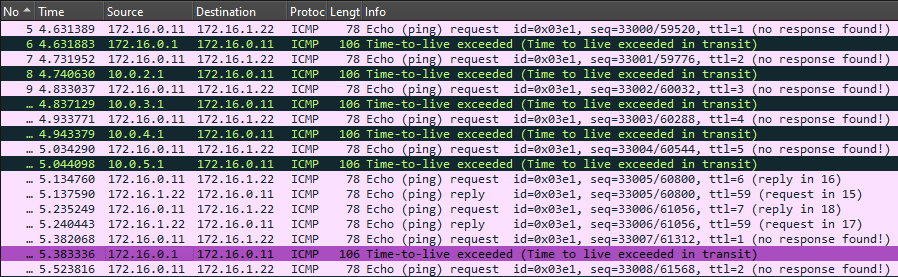 No Time Source Destination Protoc Lengt Info
5 4.631389 172.16.0.11 172.16.1.22 ICMP 78 Echo (ping) request id=0x03e1, seq=33000/59520, ttl=1 (no response found!)
6 4.631883 172.16.0.1 172.16.0.11 ICMP 106 Time-to-live exceeded (Time to live exceeded in transit)
7 4.731952 172.16.0.11 172.16.1.22 ICMP 78 Echo (ping) request id=0x03e1, seq=33001/59776, ttl=2 (no response found!)
8 4.740630 10.0.2.1 172.16.0.11 ICMP 106 Time-to-live exceeded (Time to live exceeded in transit)
9 4.833037 172.16.0.11 172.16.1.22 ICMP 78 Echo (ping) request id=0x03e1, seq=33002/60032, ttl=3 (no response found!)
… 4.837129 10.0.3.1 172.16.0.11 ICMP 106 Time-to-live exceeded (Time to live exceeded in transit)
… 4.933771 172.16.0.11 172.16.1.22 ICMP 78 Echo (ping) request id=0x03e1, seq=33003/60288, ttl=4 (no response found!)
… 4.943379 10.0.4.1 172.16.0.11 ICMP 106 Time-to-live exceeded (Time to live exceeded in transit)
… 5.034290 172.16.0.11 172.16.1.22 ICMP 78 Echo (ping) request id=0x03e1, seq=33004/60544, ttl=5 (no response found!)
… 5.044098 10.0.5.1 172.16.0.11 ICMP 106 Time-to-live exceeded (Time to live exceeded in transit)
… 5.134760 172.16.0.11 172.16.1.22 ICMP 78 Echo (ping) request id=0x03e1, seq=33005/60800, ttl=6 (reply in 16)
… 5.137590 172.16.1.22 172.16.0.11 ICMP 78 Echo (ping) reply id=0x03e1, seq=33005/60800, ttl=59 (request in 15)
… 5.235249 172.16.0.11 172.16.1.22 ICMP 78 Echo (ping) request id=0x03e1, seq=33006/61056, ttl=7 (reply in 18)
… 5.240443 172.16.1.22 172.16.0.11 ICMP 78 Echo (ping) reply id=0x03e1, seq=33006/61056, ttl=59 (request in 17)
… 5.382068 172.16.0.11 172.16.1.22 ICMP 78 Echo (ping) request id=0x03e1, seq=33007/61312, ttl=1 (no response found!)
… 5.383336 172.16.0.1 172.16.0.11 ICMP 106 Time-to-live exceeded (Time to live exceeded in transit)
… 5.523816 172.16.0.11 172.16.1.22 ICMP 78 Echo (ping) request id=0x03e1, seq=33008/61568, ttl=2 (no response found!)